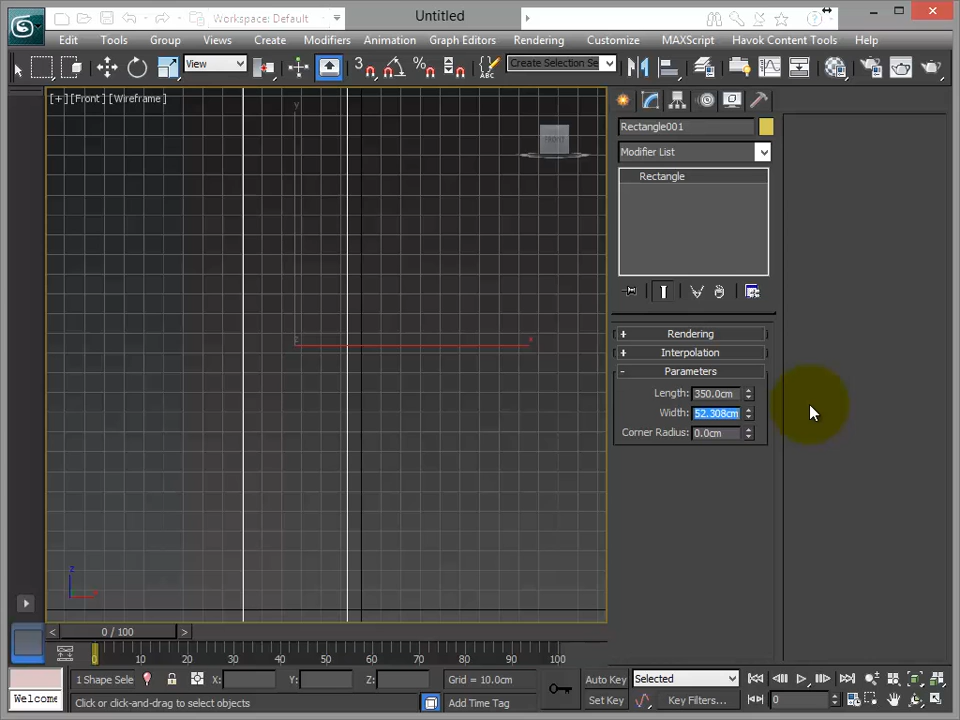 Workspace: Default
Untitled
Edit Tools Group Views Create Modifiers Animation Graph Editors Rendering Customize MAXScript Havok Content Tools Help
View
3
%
ABC
Create Selection Se
[+][Front][Wireframe]
y
x
z
FRONT
Rectangle001
Modifier List
Rectangle
+ Rendering
+ Interpolation
- Parameters
Length: 350.0cm
Width: 52.308cm
Corner Radius: 0.0cm
z
< 0 / 100 >
0 10 20 30 40 50 60 70 80 90 100
1 Shape Sele X: Y: Z: Grid = 10.0cm Auto Key Selected
Welcome Click or click-and-drag to select objects Add Time Tag Set Key Key Filters... 0